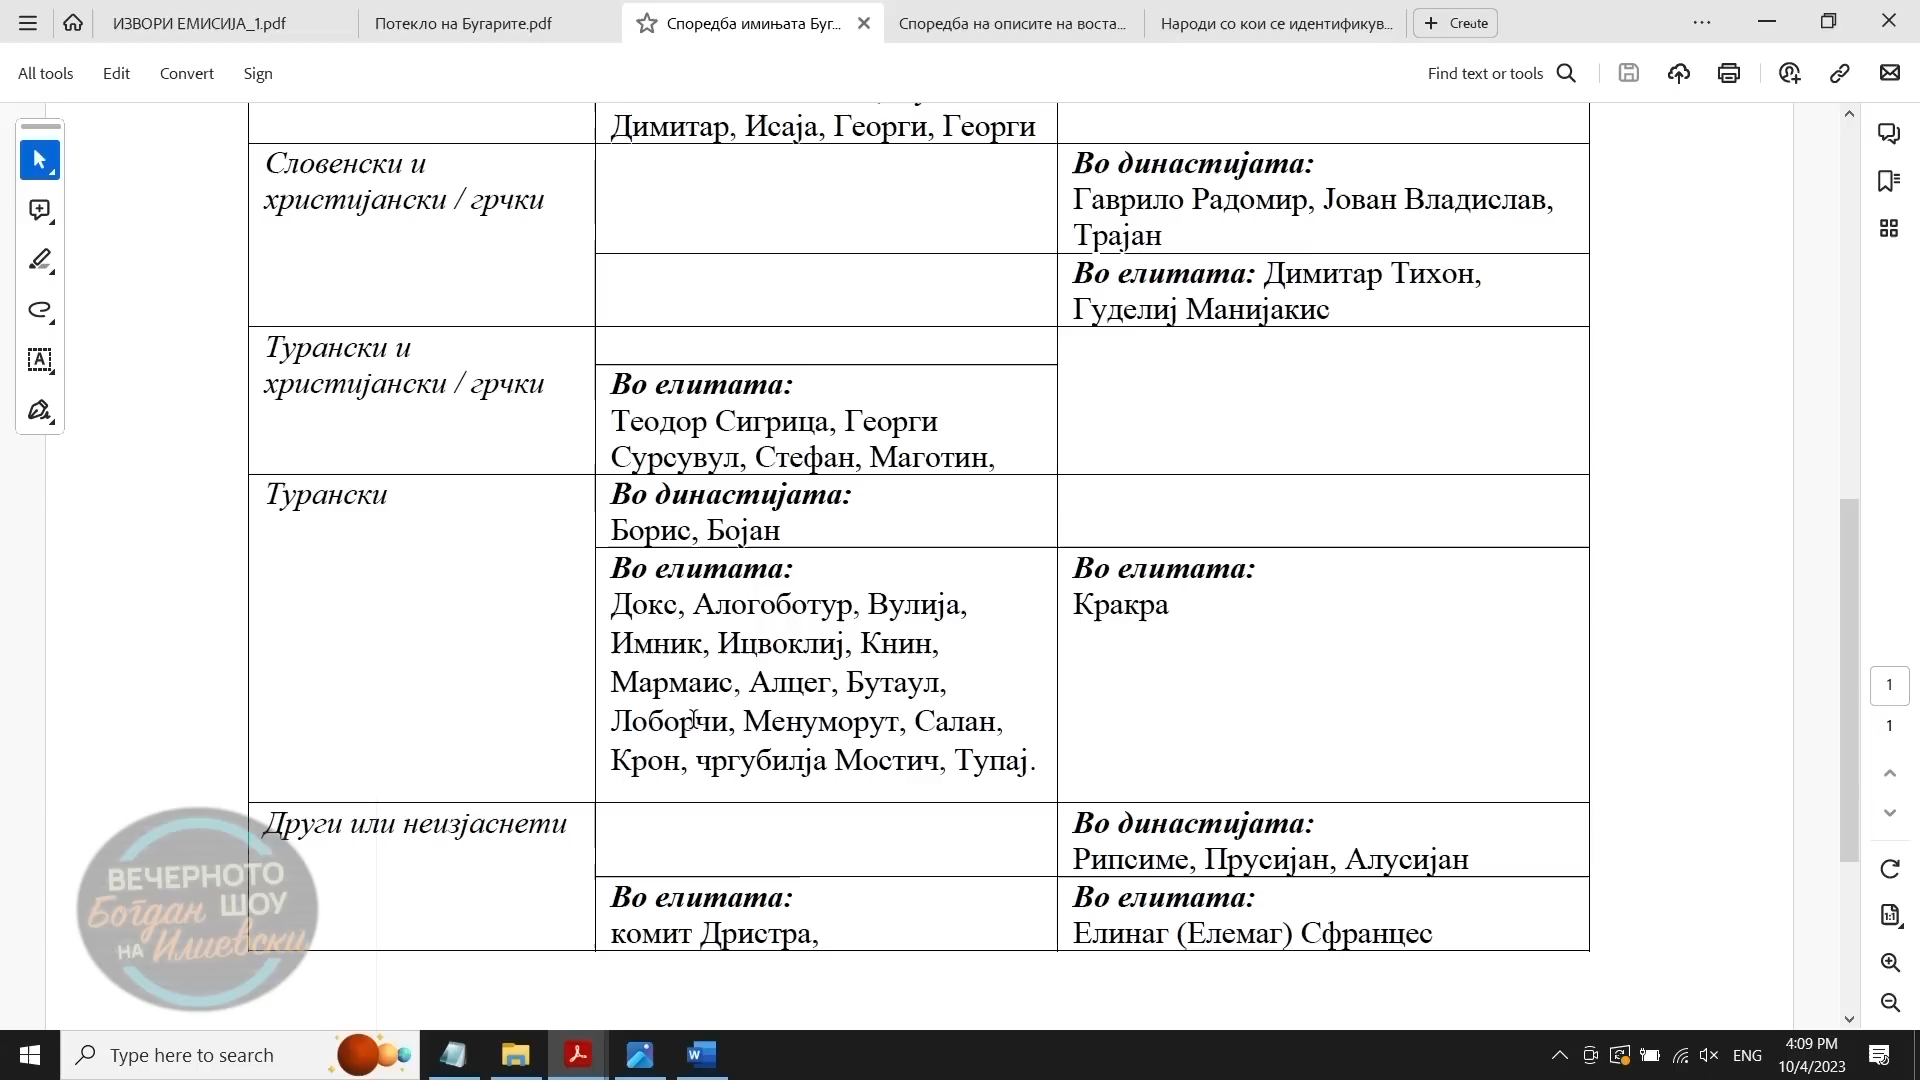 ИЗВОРИ ЕМИСИЈА_1.pdf
Потекло на Бугарите.pdf
Споредба имињата Буг...
Споредба на описите на воста...
Народи со кои се идентификув...
Create
All tools
Edit
Convert
Sign
Find text or tools
Димитар, Исаја, Георги, Георги
Словенски и
христијански / грчки
Во династијата:
Гаврило Радомир, Јован Владислав,
Трајан
Во елитата: Димитар Тихон,
Гуделиј Манијакис
Турански и
христијански / грчки
Во елитата:
Теодор Сигрица, Георги
Сурсувул, Стефан, Маготин,
Турански
Во династијата:
Борис, Бојан
Во елитата:
Докс, Алогоботур, Вулија,
Имник, Ицвоклиј, Книн,
Мармаис, Алцег, Бутаул,
Лоборчи, Менуморут, Салан,
Крон, чргубилја Мостич, Тупај.
Во елитата:
Кракра
Други или неизјаснети
Во династијата:
Рипсиме, Прусијан, Алусијан
Во елитата:
комит Дристра,
Во елитата:
Елинаг (Елемаг) Сфранцес
ВЕЧЕРНОТО
ШОУ
Богдан
НА
Илиевски
1
1
Type here to search
ENG
4:09 PM
10/4/2023